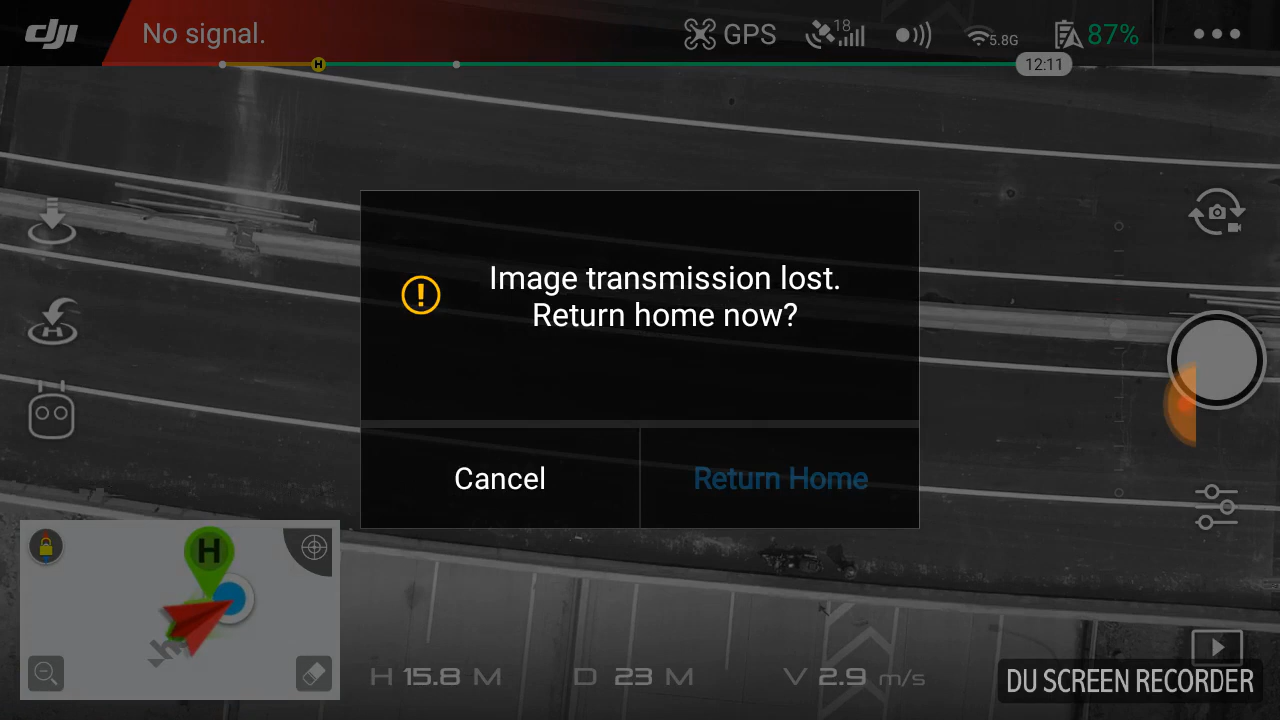 dji
No signal.
GPS
18
5.8G
87%
H
12:11
Image transmission lost.
Return home now?
Cancel
Return Home
H
H
H 15.8 M
D 23 M
V 2.9 m/s
DU SCREEN RECORDER